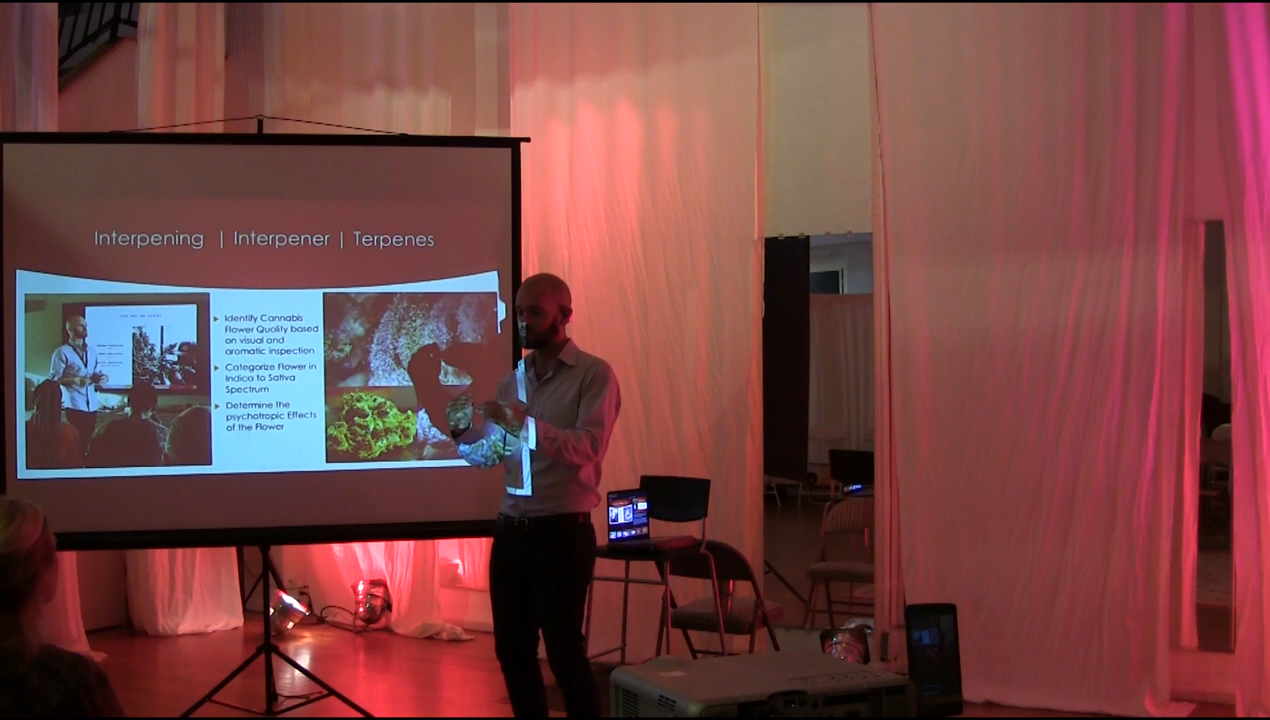 Interpening | Interpener | Terpenes
Identify Cannabis
Flower Quality based
on visual and
aromatic inspection
Categorize Flower in
Indica to Sativa
Spectrum
Determine the
psychotropic Effects
of the Flower